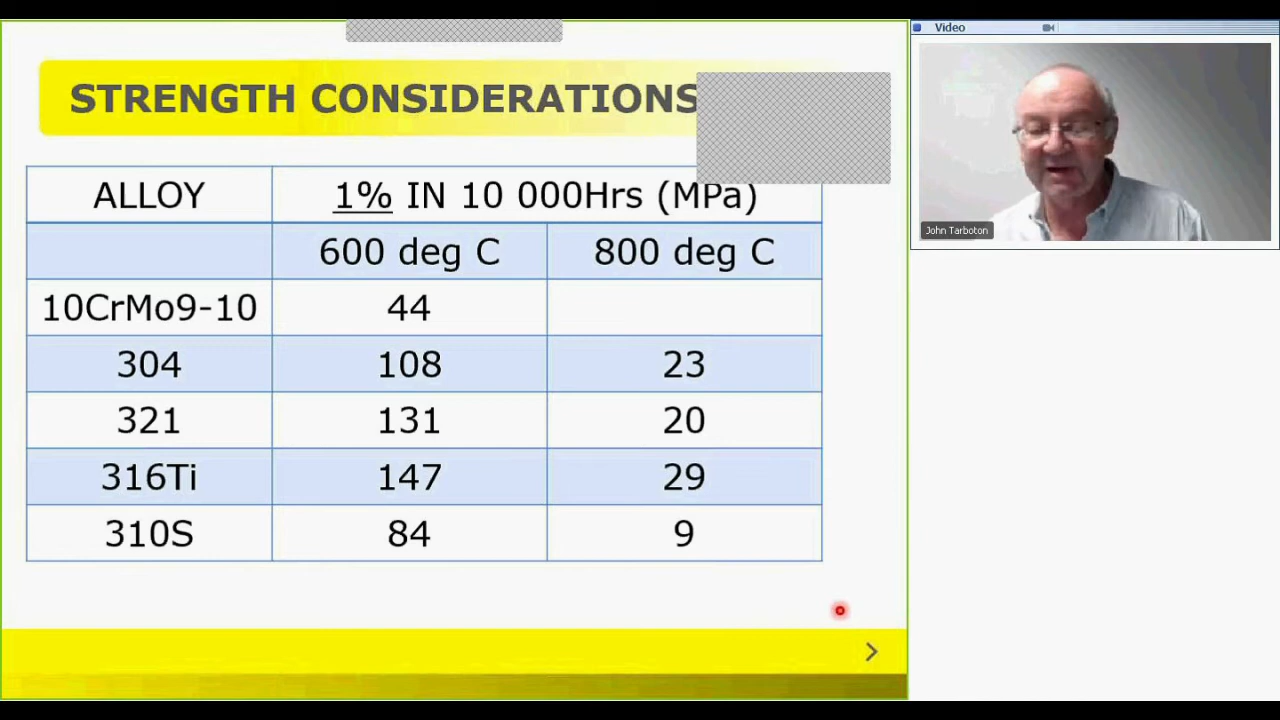 STRENGTH CONSIDERATIONS
ALLOY 1% IN 10 000Hrs (MPa)
600 deg C 800 deg C
10CrMo9-10 44
304 108 23
321 131 20
316Ti 147 29
310S 84 9
Video
John Tarboton